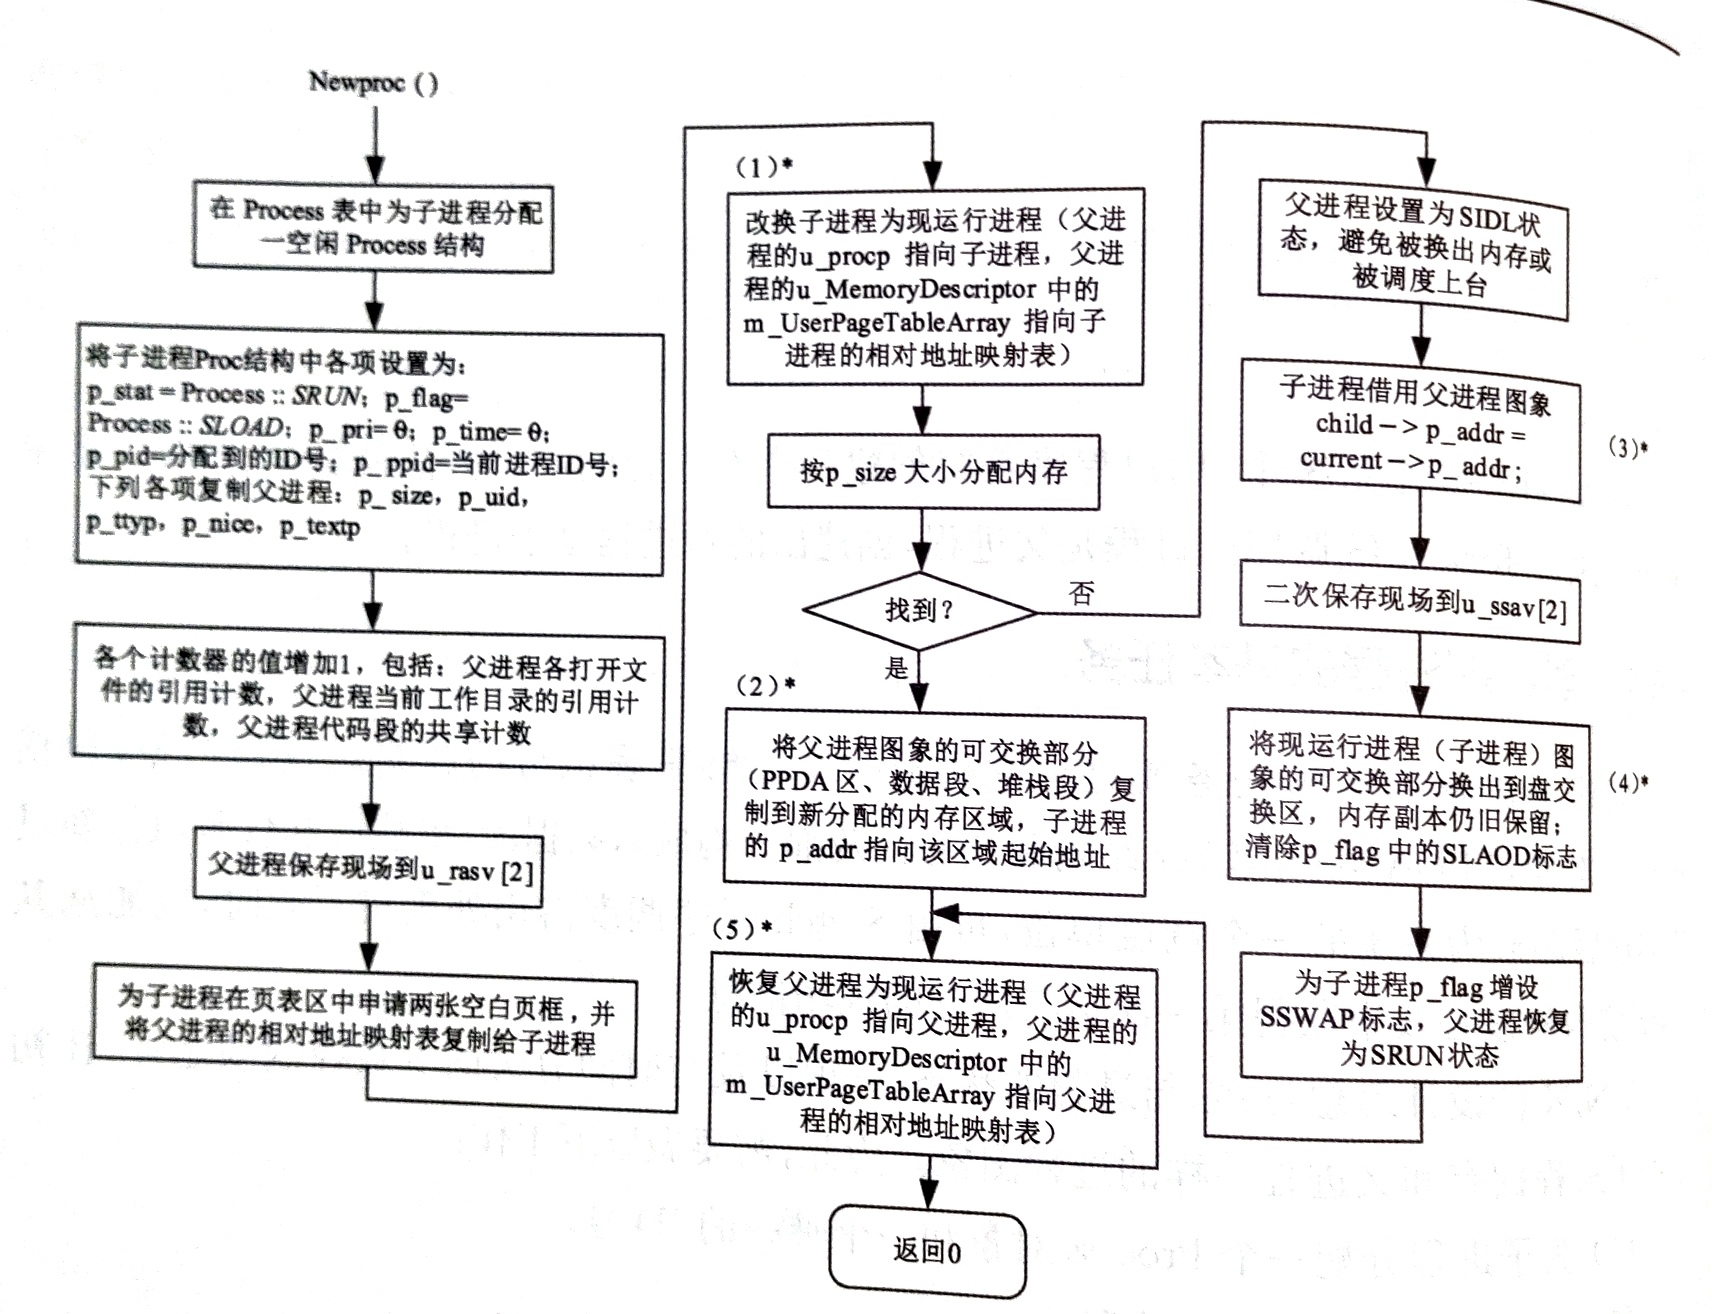 Newproc ()
在 Process 表中为子进程分配
一空闲 Process 结构
将子进程Proc结构中各项设置为：
p_stat = Process :: SRUN；p_flag=
Process :: SLOAD；p_ pri= θ；p_time= θ；
p_pid=分配到的ID号；p_ ppid=当前进程ID号；
下列各项复制父进程：p_size，p_uid，
p_ttyp，p_nice，p_textp
各个计数器的值增加1，包括：父进程各打开文
件的引用计数，父进程当前工作目录的引用计
数，父进程代码段的共享计数
父进程保存现场到u_rasv [2]
为子进程在页表区中申请两张空白页框，并
将父进程的相对地址映射表复制给子进程
（1）*
改换子进程为现运行进程（父进
程的u_procp 指向子进程，父进
程的u_MemoryDescriptor 中的
m_UserPageTableArray 指向子
进程的相对地址映射表）
按p_size 大小分配内存
找到？
否
是
（2）*
将父进程图象的可交换部分
（PPDA 区、数据段、堆栈段）复
制到新分配的内存区域，子进程
的 p_addr 指向该区域起始地址
（5）*
恢复父进程为现运行进程（父进程
的u_procp 指向父进程，父进程的
u_MemoryDescriptor 中的
m_UserPageTableArray 指向父进
程的相对地址映射表）
返回0
父进程设置为SIDL状
态，避免被换出内存或
被调度上台
子进程借用父进程图象
child -> p_addr =
current ->p_ addr；
（3）*
二次保存现场到u_ssav[2]
将现运行进程（子进程）图
象的可交换部分换出到盘交
换区，内存副本仍旧保留；
清除p_flag 中的SLAOD标志
（4）*
为子进程p_flag 增设
SSWAP 标志，父进程恢复
为SRUN 状态